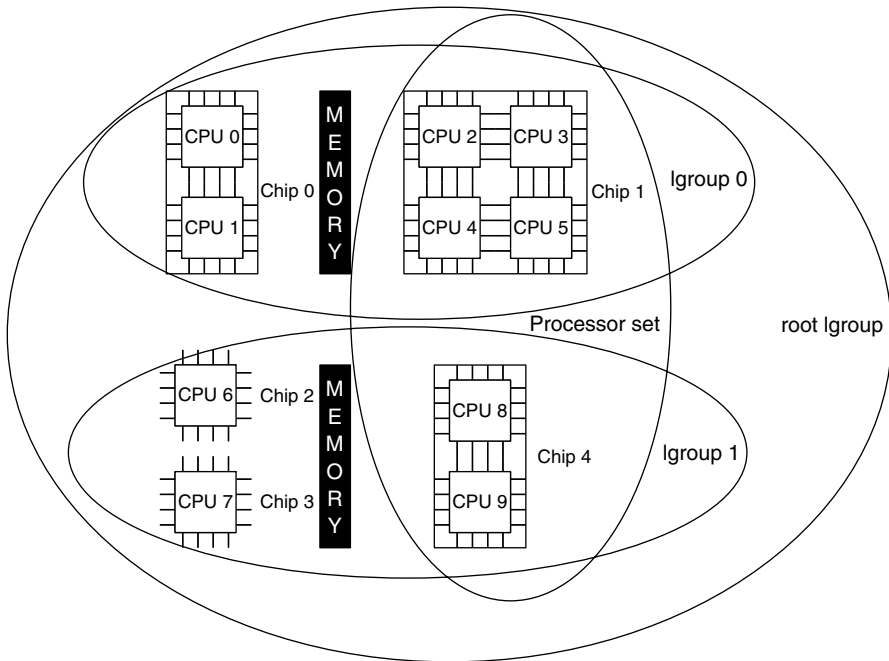 CPU 0
CPU 1
Chip 0
MEMORY
CPU 2
CPU 3
CPU 4
CPU 5
Chip 1
lgroup 0
Processor set
root lgroup
CPU 6
Chip 2
CPU 7
Chip 3
MEMORY
CPU 8
CPU 9
Chip 4
lgroup 1